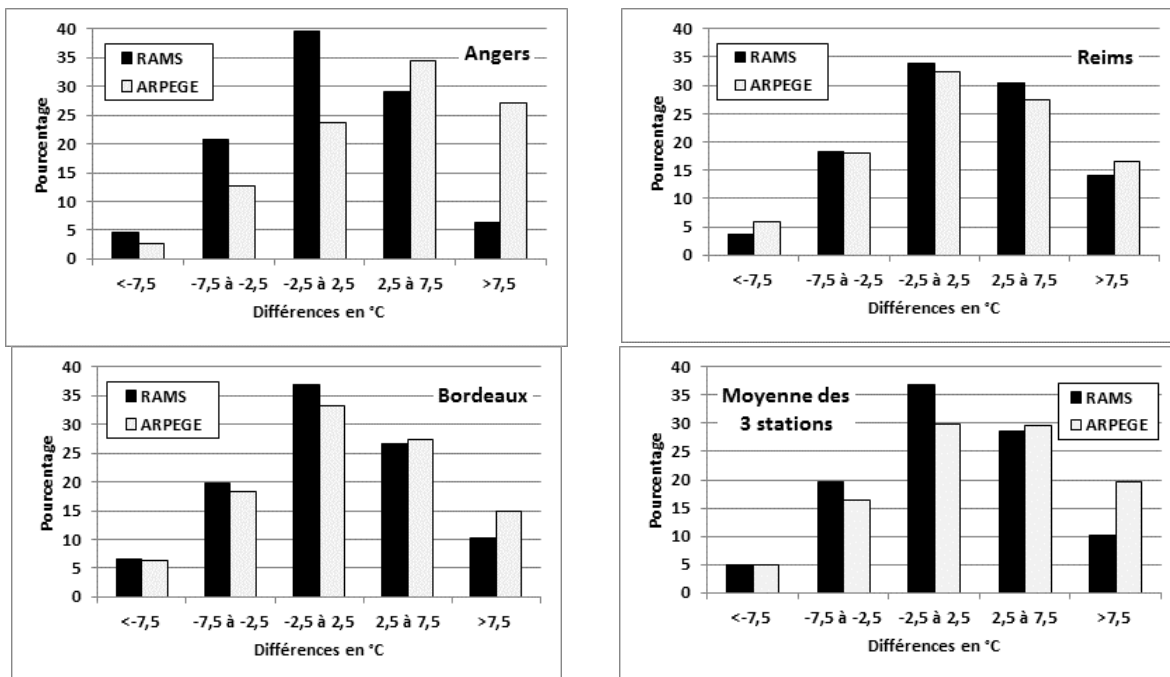 40
35
30
25
20
15
10
5
0
Pourcentage
RAMS
ARPEGE
Angers
<-7,5 -7,5 à -2,5 -2,5 à 2,5 2,5 à 7,5 >7,5
Différences en °C
40
35
30
25
20
15
10
5
0
Pourcentage
RAMS
ARPEGE
Reims
<-7,5 -7,5 à -2,5 -2,5 à 2,5 2,5 à 7,5 >7,5
Différences en °C
40
35
30
25
20
15
10
5
0
Pourcentage
RAMS
ARPEGE
Bordeaux
<-7,5 -7,5 à -2,5 -2,5 à 2,5 2,5 à 7,5 >7,5
Différences en °C
40
35
30
25
20
15
10
5
0
Pourcentage
Moyenne des
3 stations
RAMS
ARPEGE
<-7,5 -7,5 à -2,5 -2,5 à 2,5 2,5 à 7,5 >7,5
Différences en °C